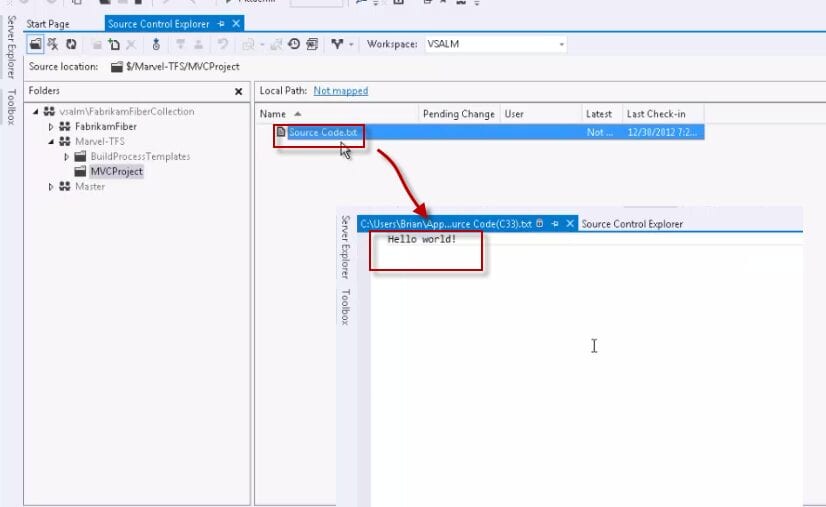 Start Page
Source Control Explorer
Workspace: VSALM
Source location: $/Marvel-TFS/MVCProject
Folders
vsalm\FabrikamFiberCollection
FabrikamFiber
Marvel-TFS
BuildProcessTemplates
MVCProject
Master
Local Path: Not mapped
Name Pending Change User Latest Last Check-in
Source Code.txt Not ... 12/30/2012 7:2...
Server Explorer
Toolbox
C:\Users\Brian\App...urce Code(C33).txt Source Control Explorer
Hello world!
Server Explorer
Toolbox